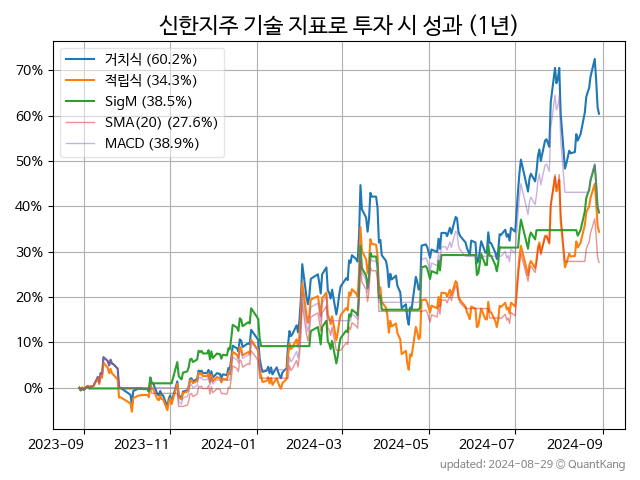 신한지주 기술 지표로 투자 시 성과 (1년)
거치식 (60.2%)
적립식 (34.3%)
SigM (38.5%)
SMA(20) (27.6%)
MACD (38.9%)
70%
60%
50%
40%
30%
20%
10%
0%
2023-09 2023-11 2024-01 2024-03 2024-05 2024-07 2024-09
updated: 2024-08-29 © QuantKang